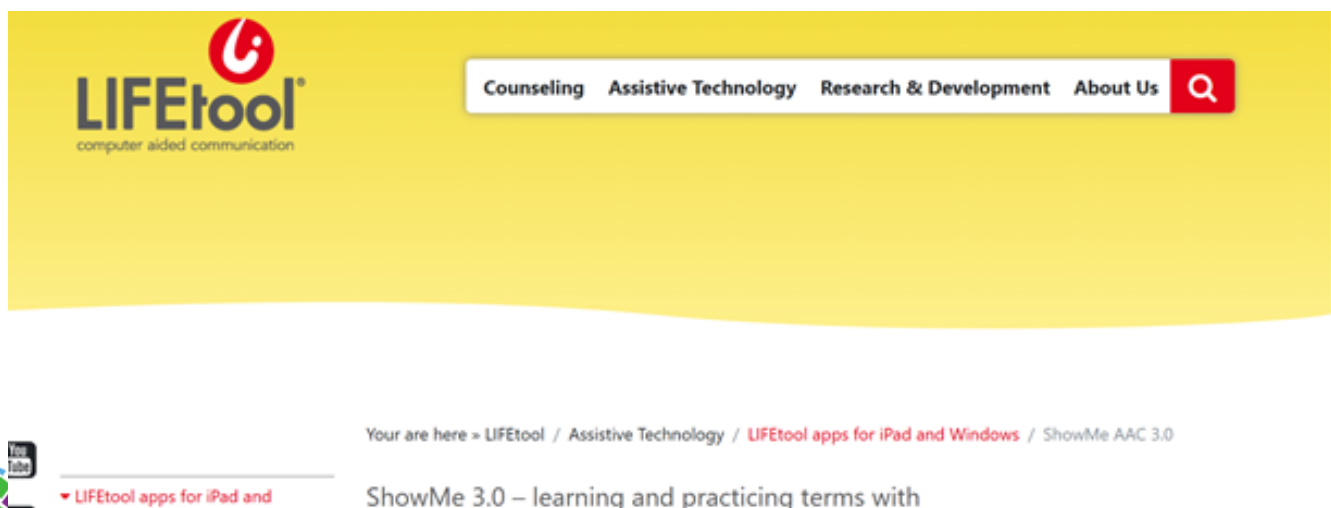 LIFEtool®
computer aided communication
Counseling Assistive Technology Research & Development About Us
Your are here » LIFEtool / Assistive Technology / LIFEtool apps for iPad and Windows / ShowMe AAC 3.0
You
Tube
LIFEtool apps for iPad and
ShowMe 3.0 – learning and practicing terms with